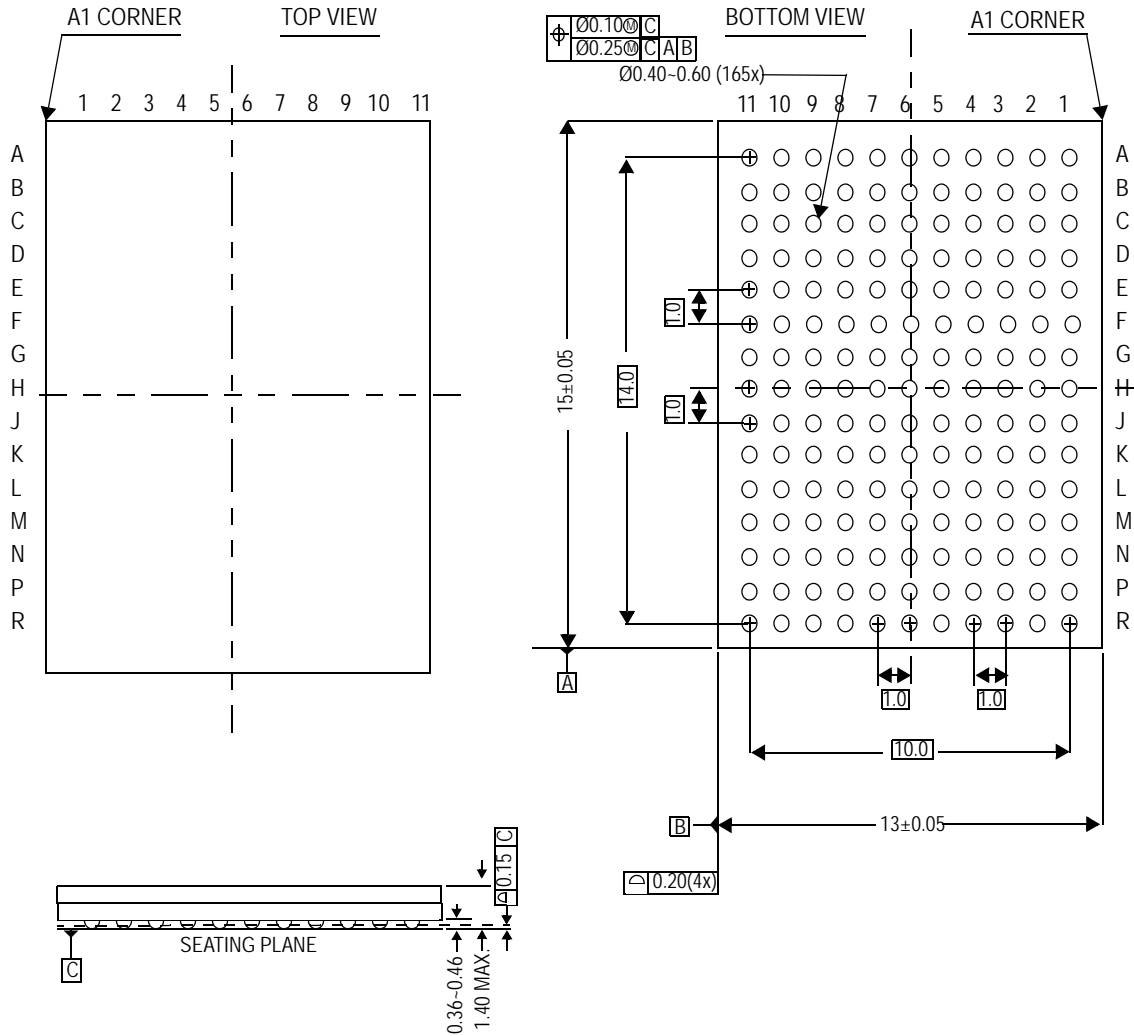 A1 CORNER
TOP VIEW
1 2 3 4 5 6 7 8 9 10 11
A
B
C
D
E
F
G
H
J
K
L
M
N
P
R
Ø0.10Ⓜ C
Ø0.25Ⓜ C A B
Ø0.40~0.60 (165x)
BOTTOM VIEW
A1 CORNER
11 10 9 8 7 6 5 4 3 2 1
A
B
C
D
E
F
G
H
J
K
L
M
N
P
R
1.0
1.0
15±0.05
14.0
A
1.0
1.0
10.0
B
13±0.05
0.20(4x)
0.15 C
SEATING PLANE
C
0.36~0.46
1.40 MAX.